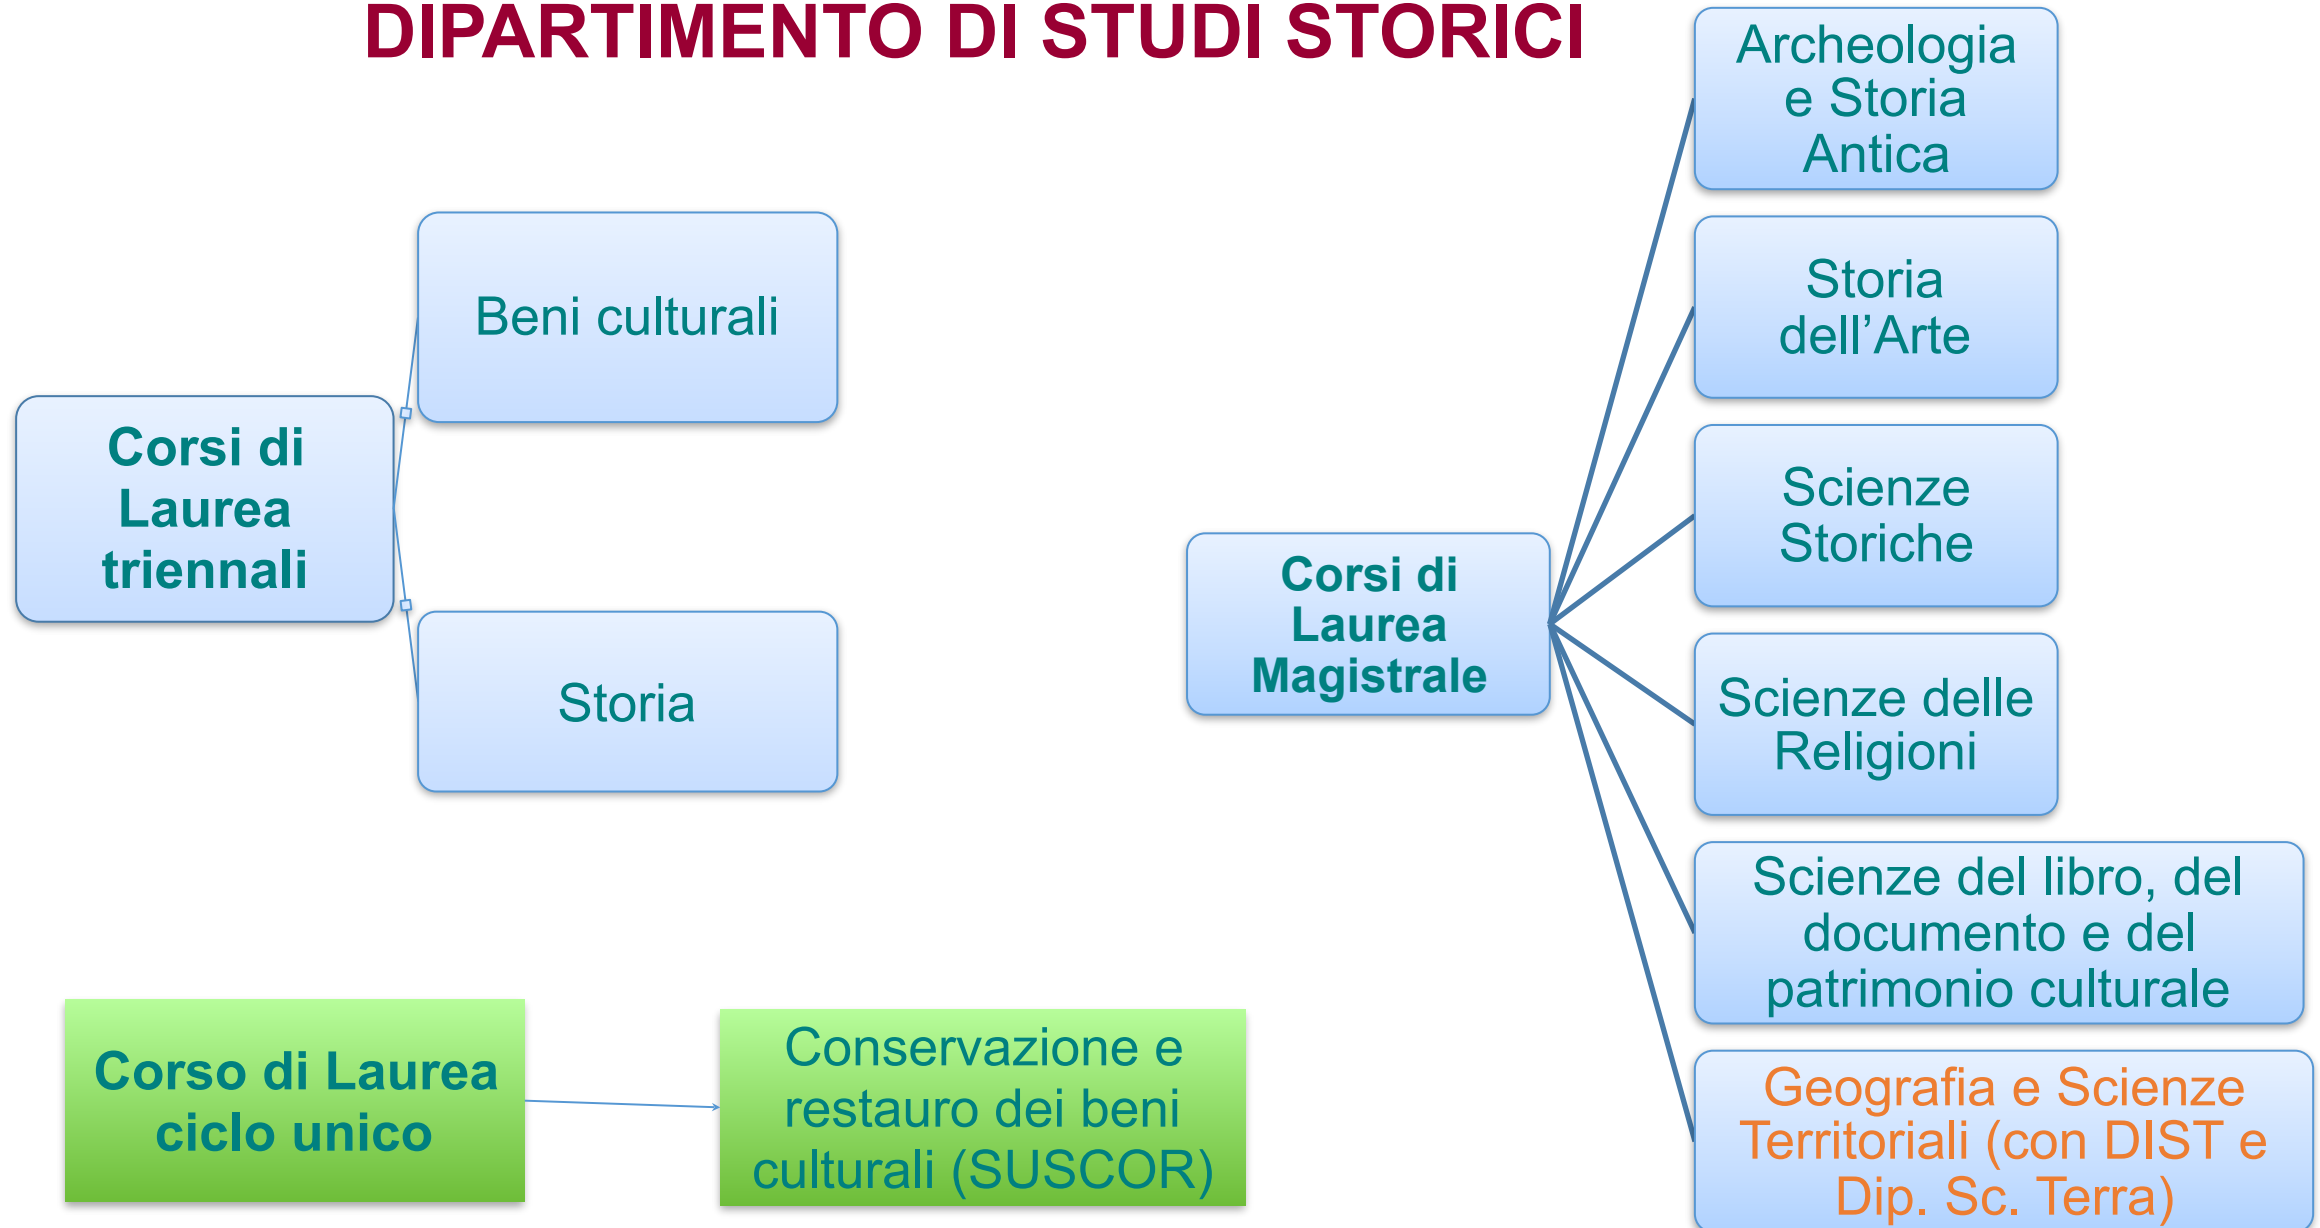 DIPARTIMENTO DI STUDI STORICI
Corsi di
Laurea
triennali
Beni culturali
Storia
Corso di Laurea
ciclo unico
Conservazione e
restauro dei beni
culturali (SUSCOR)
Corsi di
Laurea
Magistrale
Archeologia
e Storia
Antica
Storia
dell’Arte
Scienze
Storiche
Scienze delle
Religioni
Scienze del libro, del
documento e del
patrimonio culturale
Geografia e Scienze
Territoriali (con DIST e
Dip. Sc. Terra)